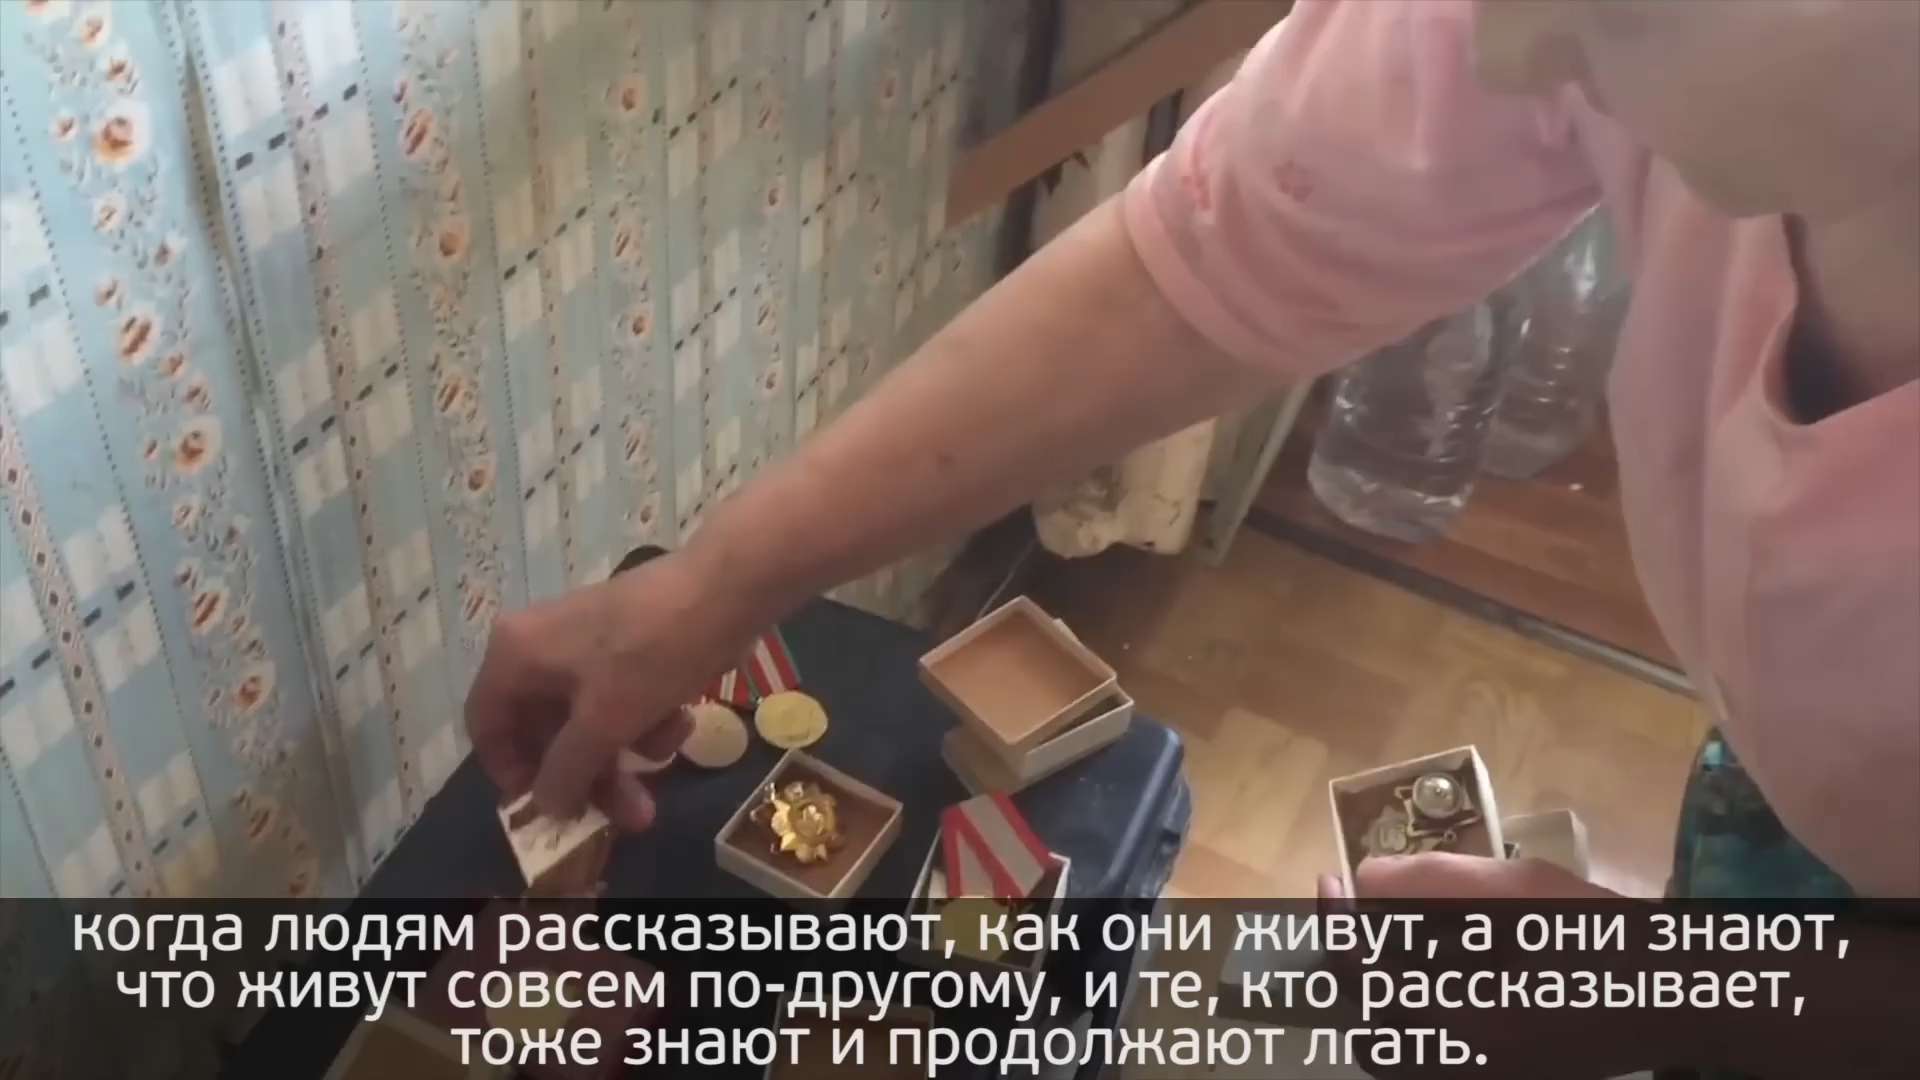 когда людям рассказывают, как они живут, а они знают,
что живут совсем по-другому, и те, кто рассказывает,
тоже знают и продолжают лгать.